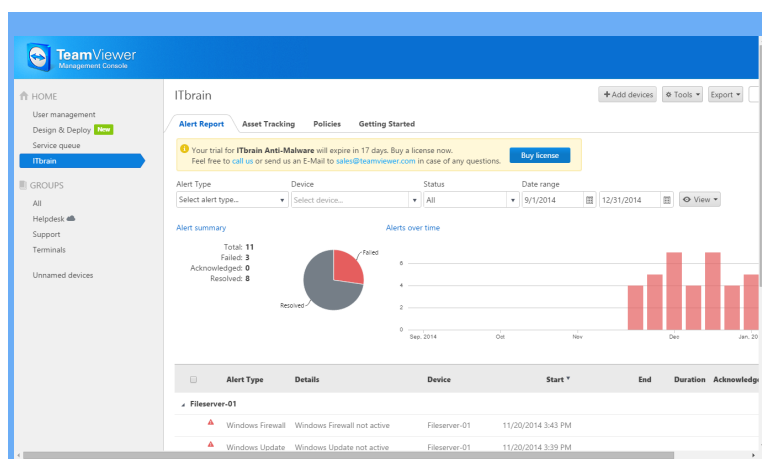 TeamViewer
Management Console
HOME
User management
Design & Deploy New
Service queue
ITbrain
GROUPS
All
Helpdesk
Support
Terminals
Unnamed devices
ITbrain
+ Add devices Tools Export
Alert Report Asset Tracking Policies Getting Started
Your trial for ITbrain Anti-Malware will expire in 17 days. Buy a license now.
Feel free to call us or send us an E-Mail to sales@teamviewer.com in case of any questions.
Buy license
Alert Type Device Status Date range
Select alert type... Select device... All 9/1/2014 12/31/2014 View
Alert summary Alerts over time
Total: 11
Failed: 3
Acknowledged: 0
Resolved: 8
Failed
Resolved
6
4
2
0
Sep, 2014 Oct Nov Dec Jan, 20
Alert Type Details Device Start End Duration Acknowledge
Fileserver-01
Windows Firewall Windows Firewall not active Fileserver-01 11/20/2014 3:43 PM
Windows Update Windows Update not active Fileserver-01 11/20/2014 3:39 PM